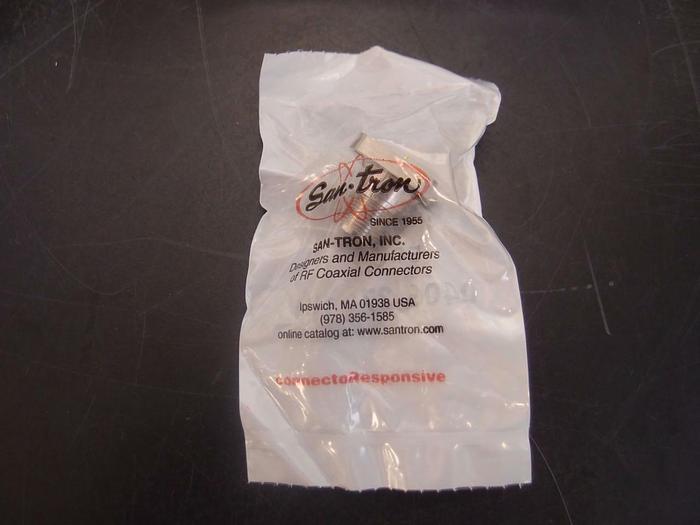 San-tron
SINCE 1955
SAN-TRON, INC.
Designers and Manufacturers
of RF Coaxial Connectors
Ipswich, MA 01938 USA
(978) 356-1585
online catalog at: www.santron.com
connectoResponsive